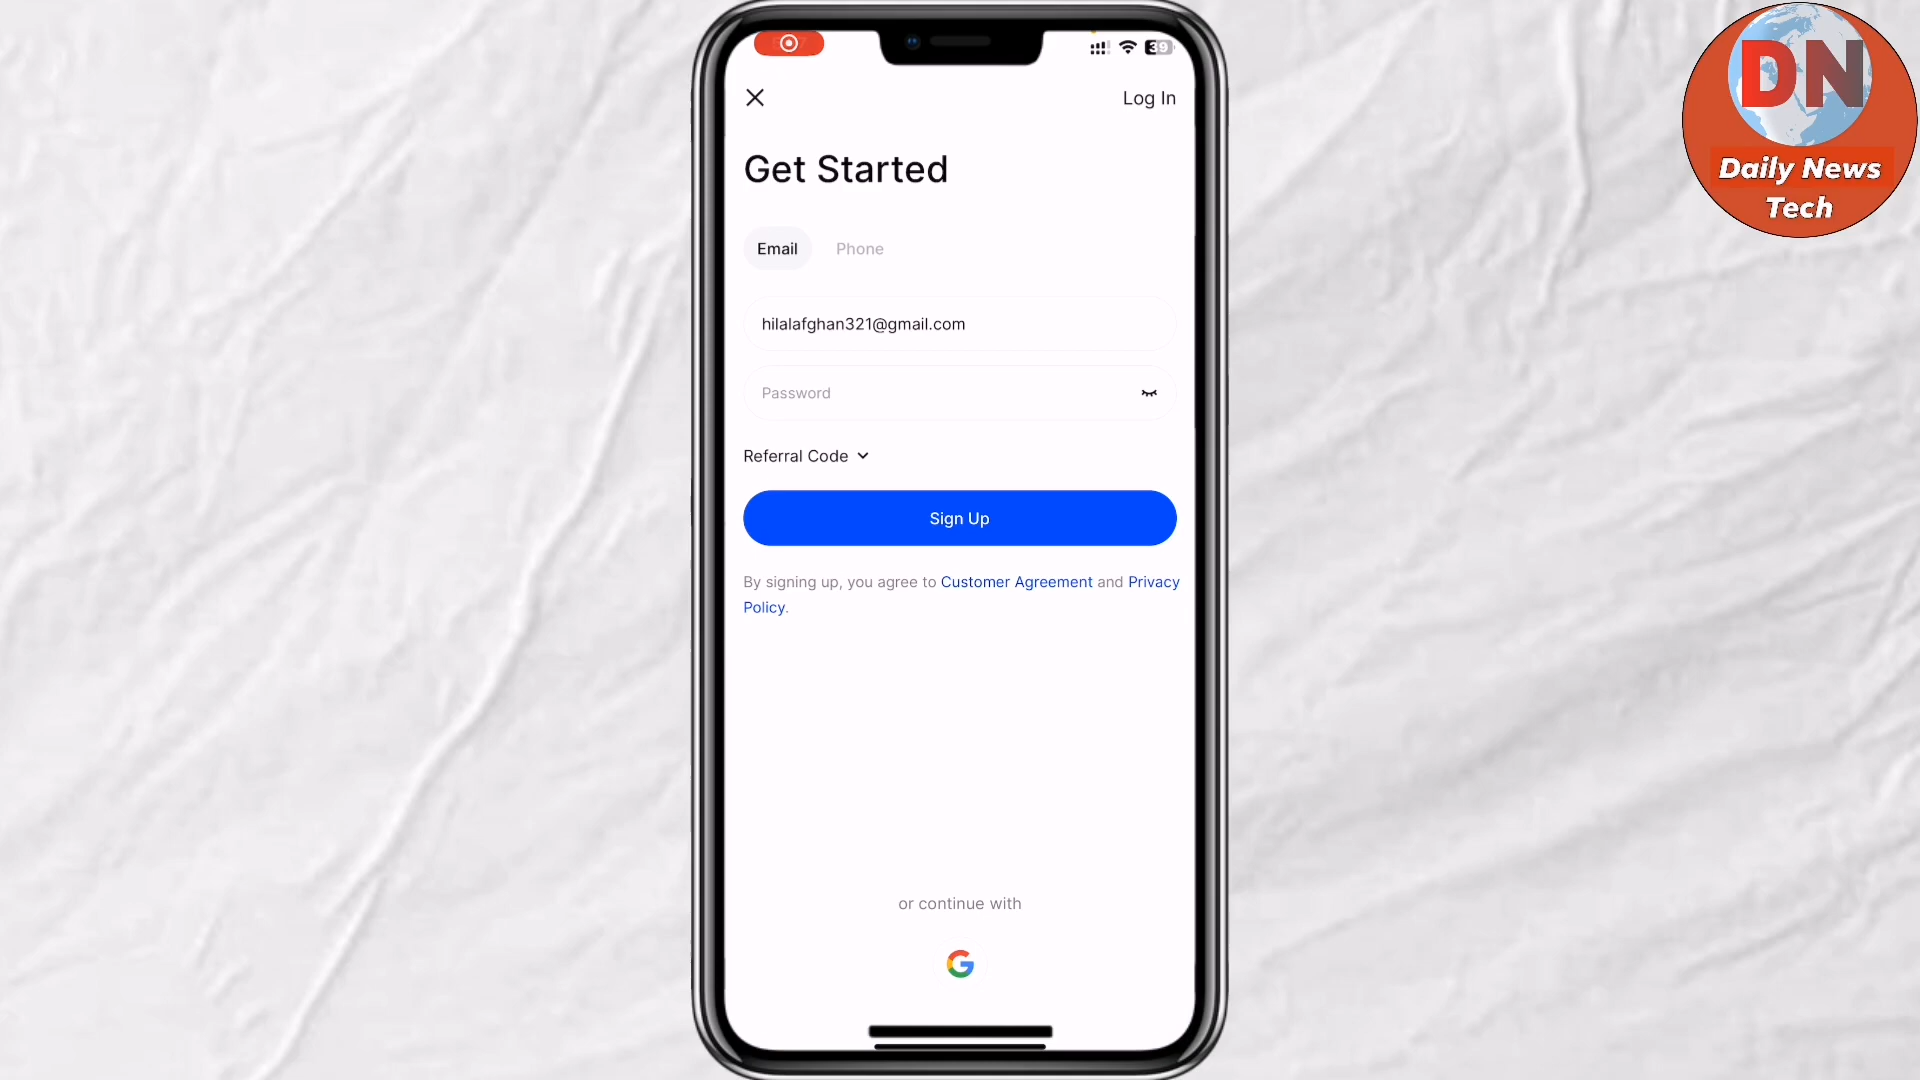 39
Log In
Get Started
Email Phone
hilalafghan321@gmail.com
Password
Referral Code
Sign Up
By signing up, you agree to Customer Agreement and Privacy
Policy.
or continue with
G
DN
Daily News
Tech